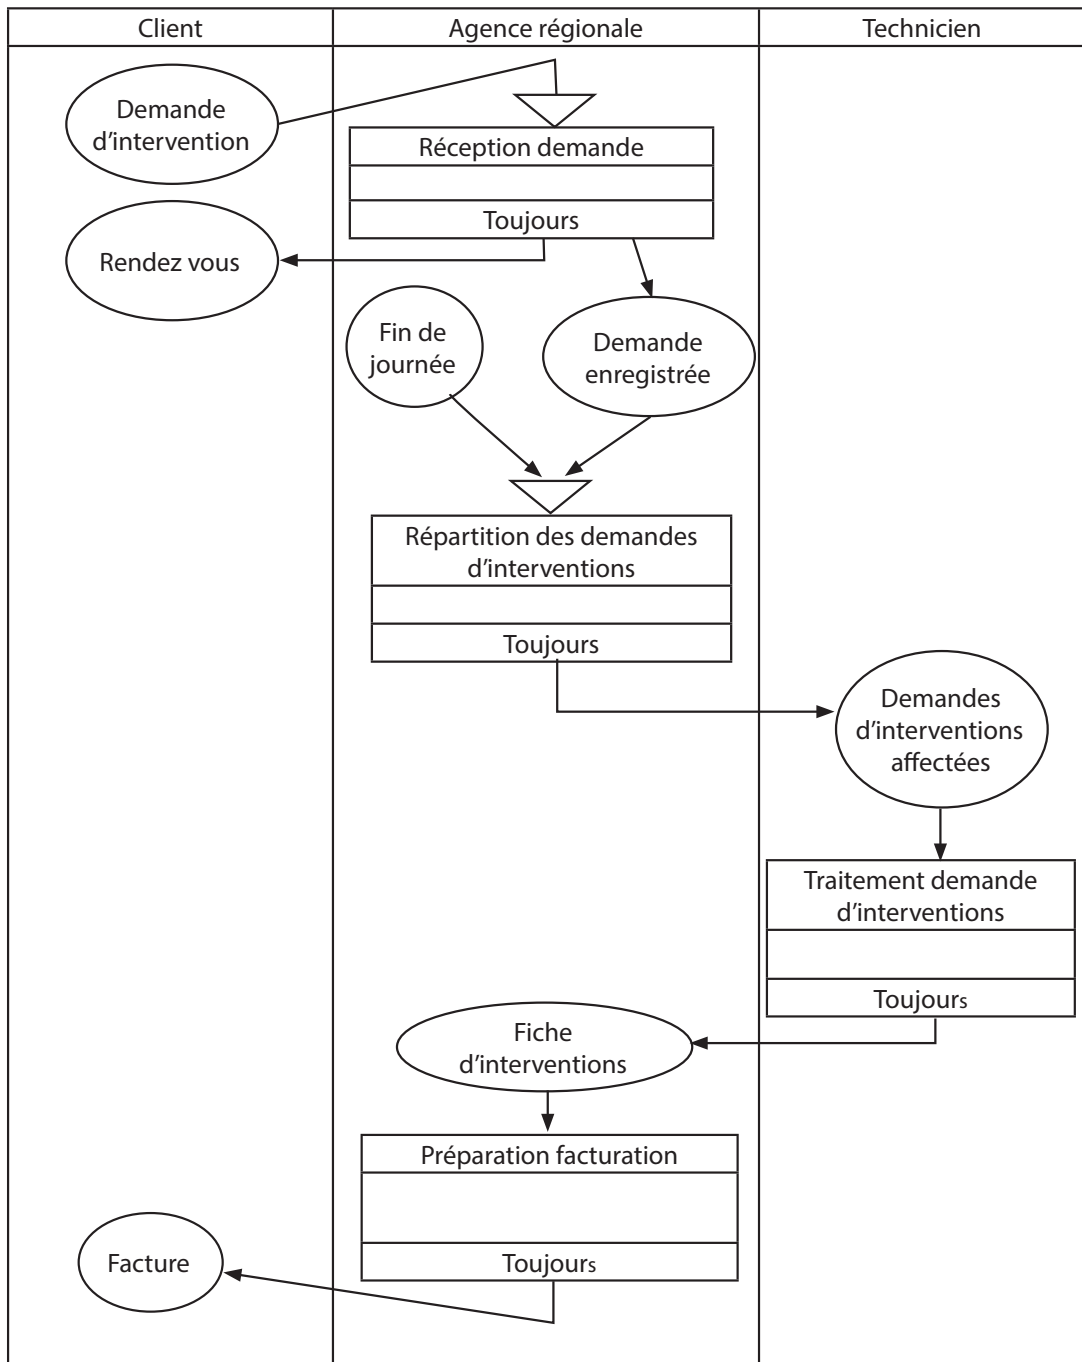 Client
Agence régionale
Technicien
Demande
d'intervention
Réception demande
Toujours
Rendez vous
Fin de
journée
Demande
enregistrée
Répartition des demandes
d'interventions
Toujours
Demandes
d'interventions
affectées
Traitement demande
d'interventions
Toujours
Fiche
d'interventions
Préparation facturation
Toujours
Facture